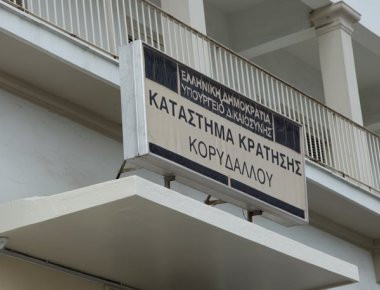 ΕΛΛΗΝΙΚΗ ΔΗΜΟΚΡΑΤΙΑ
ΥΠΟΥΡΓΕΙΟ ΔΙΚΑΙΟΣΥΝΗΣ
ΚΑΤΑΣΤΗΜΑ ΚΡΑΤΗΣΗΣ
ΚΟΡΥΔΑΛΛΟΥ